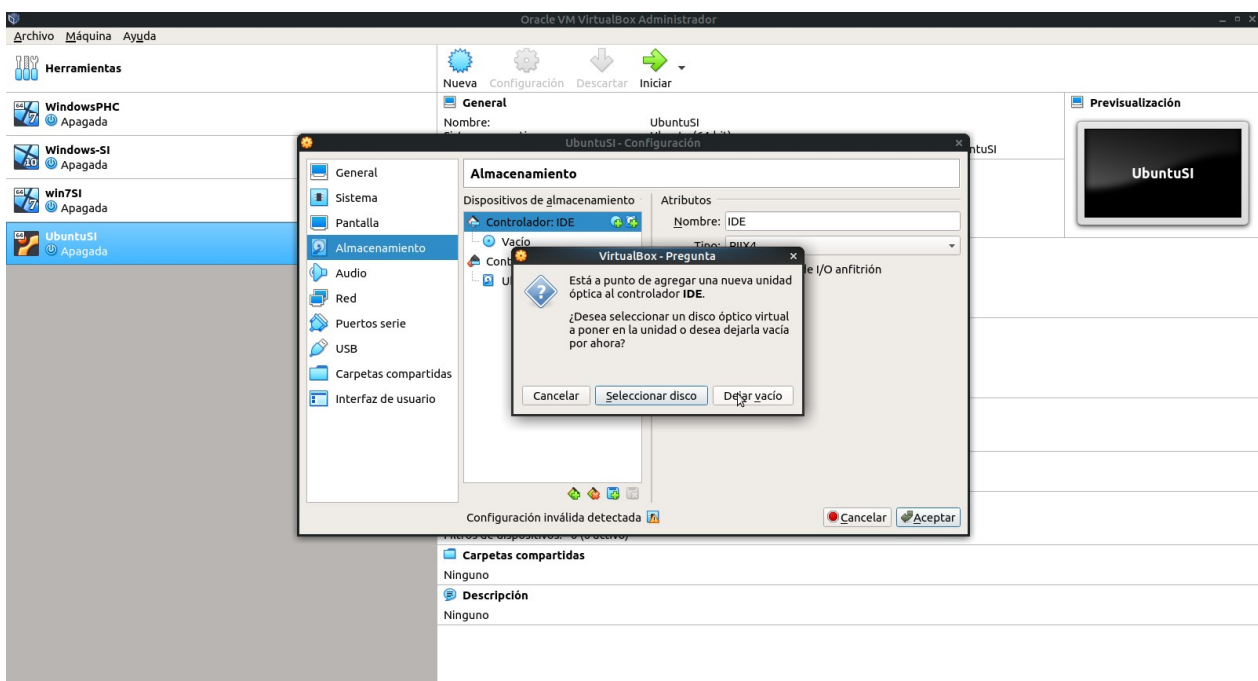 Oracle VM VirtualBox Administrador
Archivo Máquina Ayuda
Herramientas
Nueva Configuración Descartar Iniciar
WindowsPHC
Apagada
Windows-SI
Apagada
win7SI
Apagada
UbuntuSI
Apagada
General
Nombre: UbuntuSI
ntuSI
Previsualización
UbuntuSI
UbuntuSI - Configuración
General
Sistema
Pantalla
Almacenamiento
Audio
Red
Puertos serie
USB
Carpetas compartidas
Interfaz de usuario
Almacenamiento
Dispositivos de almacenamiento
Controlador: IDE
Vacío
Cont
U
Atributos
Nombre: IDE
Tipo: PIIX4
de I/O anfitrión
VirtualBox - Pregunta
Está a punto de agregar una nueva unidad
óptica al controlador IDE.
¿Desea seleccionar un disco óptico virtual
a poner en la unidad o desea dejarla vacía
por ahora?
Cancelar Seleccionar disco Dejar vacío
Configuración inválida detectada
Cancelar Aceptar
Carpetas compartidas
Ninguno
Descripción
Ninguno